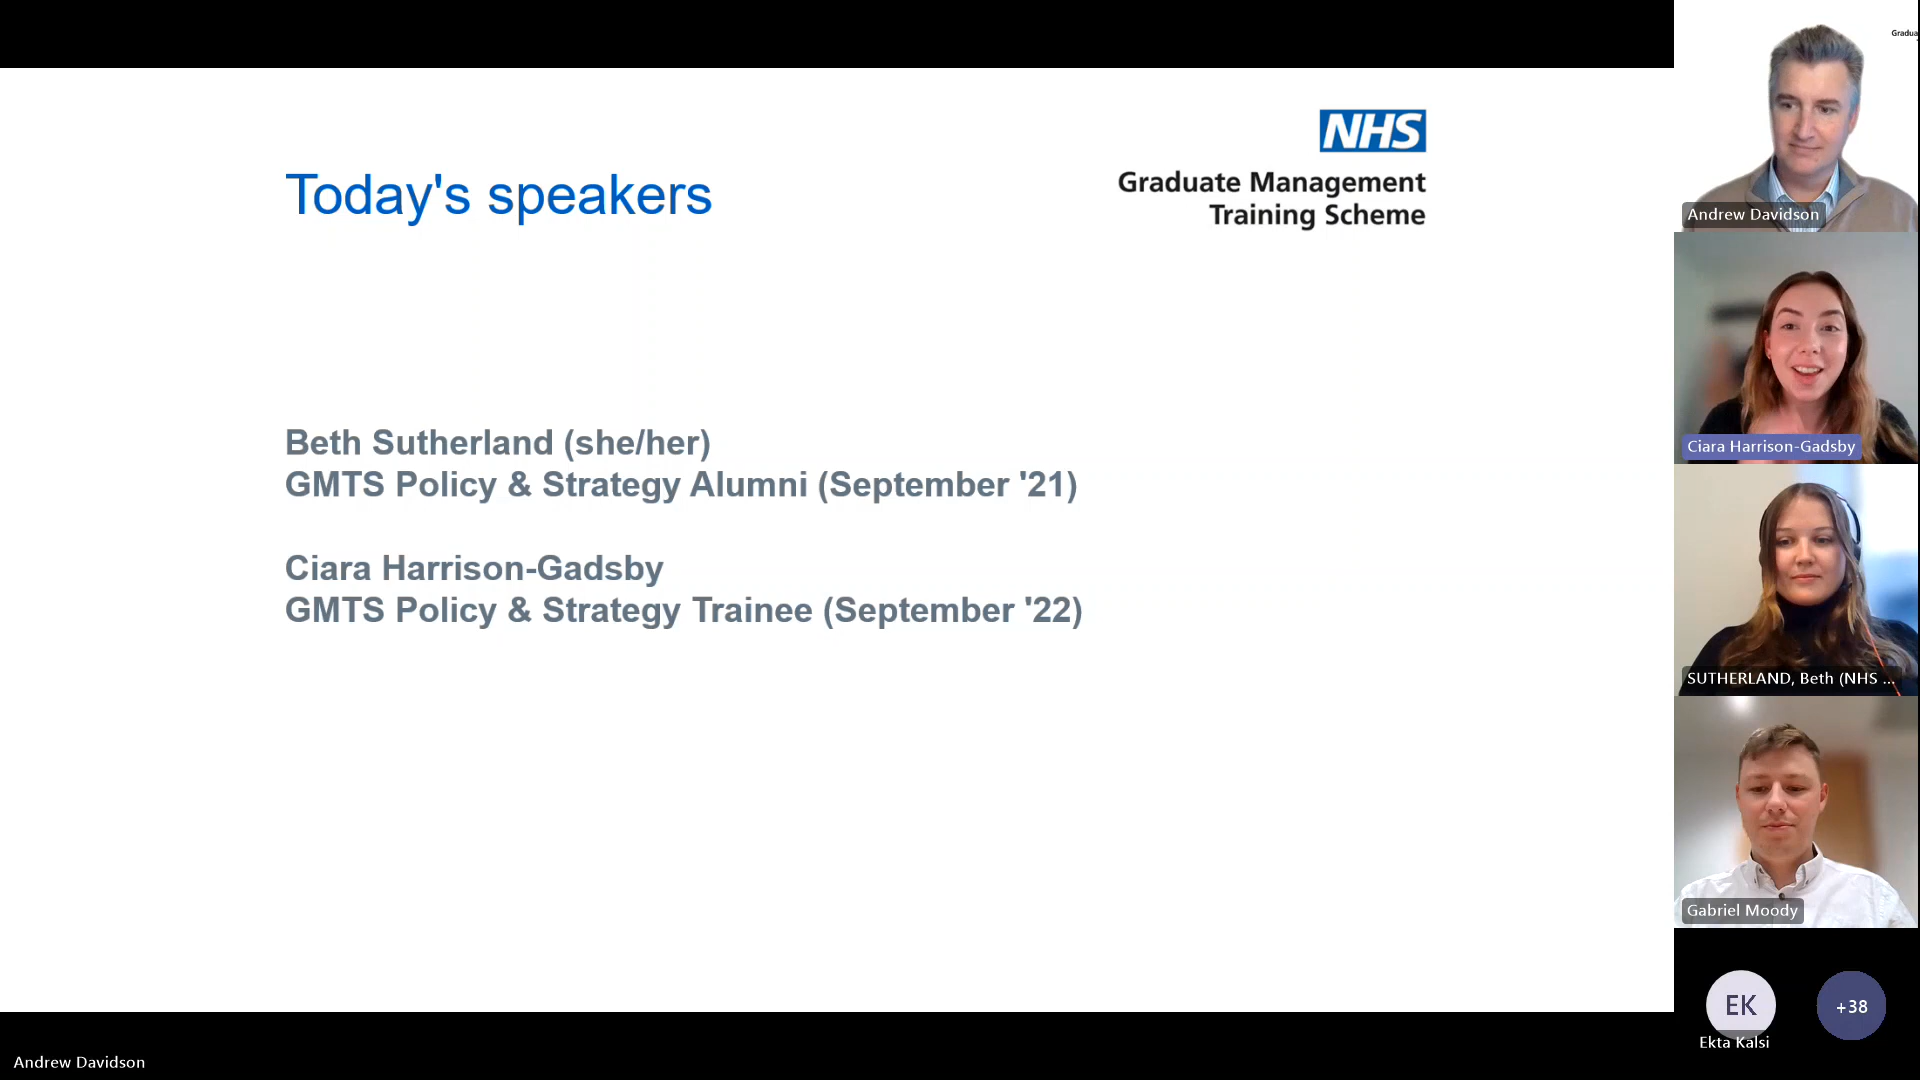 Today's speakers
NHS
Graduate Management
Training Scheme
Beth Sutherland (she/her)
GMTS Policy & Strategy Alumni (September '21)
Ciara Harrison-Gadsby
GMTS Policy & Strategy Trainee (September '22)
Gradua
Andrew Davidson
Ciara Harrison-Gadsby
SUTHERLAND, Beth (NHS ...
Gabriel Moody
EK
+38
Ekta Kalsi
Andrew Davidson